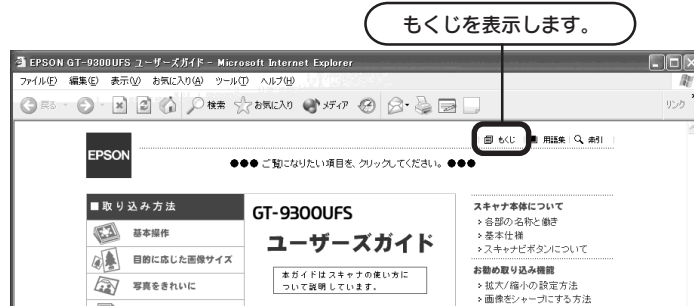 もくじを表示します。
EPSON GT-9300UFS ユーザーズガイド - Microsoft Internet Explorer
ファイル(F) 編集(E) 表示(V) お気に入り(A) ツール(T) ヘルプ(H)
戻る 検索 お気に入り メディア リンク
もくじ 用語集 索引
EPSON
●●● ご覧になりたい項目を、クリックしてください。 ●●●
■取り込み方法
基本操作
目的に応じた画像サイズ
写真をきれいに
GT-9300UFS
ユーザーズガイド
本ガイドはスキャナの使い方に
ついて説明しています。
スキャナ本体について
>各部の名称と働き
>基本仕様
>スキャナビボタンについて
お勧め取り込み機能
>拡大/縮小の設定方法
>画像をシャープにする方法